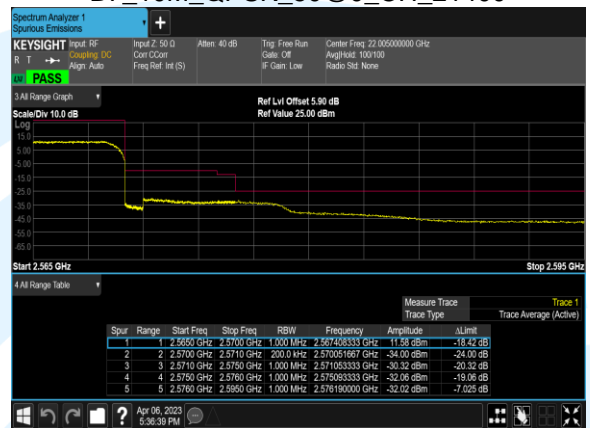 Spectrum Analyzer 1
Spurious Emissions
KEYSIGHT Input: RF
R T Coupling: DC
Align: Auto
Input Z: 50 Ω
Corr CCorr
Freq Ref: Int (S)
Atten: 40 dB
Trig: Free Run
Gate: Off
IF Gain: Low
Center Freq: 22.005000000 GHz
Avg|Hold: 100/100
Radio Std: None
PASS
3 All Range Graph
Scale/Div 10.0 dB
Ref Lvl Offset 5.90 dB
Ref Value 25.00 dBm
Log
15.0
5.00
-5.00
-15.0
-25.0
-35.0
-45.0
-55.0
-65.0
Start 2.565 GHz
Stop 2.595 GHz
4 All Range Table
Measure Trace Trace 1
Trace Type Trace Average (Active)
Spur Range Start Freq Stop Freq RBW Frequency Amplitude ΔLimit
1 1 2.5650 GHz 2.5700 GHz 1.000 MHz 2.567408333 GHz 11.58 dBm -18.42 dB
2 2 2.5700 GHz 2.5710 GHz 200.0 kHz 2.570051667 GHz -34.00 dBm -24.00 dB
3 3 2.5710 GHz 2.5750 GHz 1.000 MHz 2.571053333 GHz -30.32 dBm -20.32 dB
4 4 2.5750 GHz 2.5760 GHz 1.000 MHz 2.575093333 GHz -32.06 dBm -19.06 dB
5 5 2.5760 GHz 2.5950 GHz 1.000 MHz 2.576190000 GHz -32.02 dBm -7.025 dB
?
Apr 06, 2023
5:36:39 PM